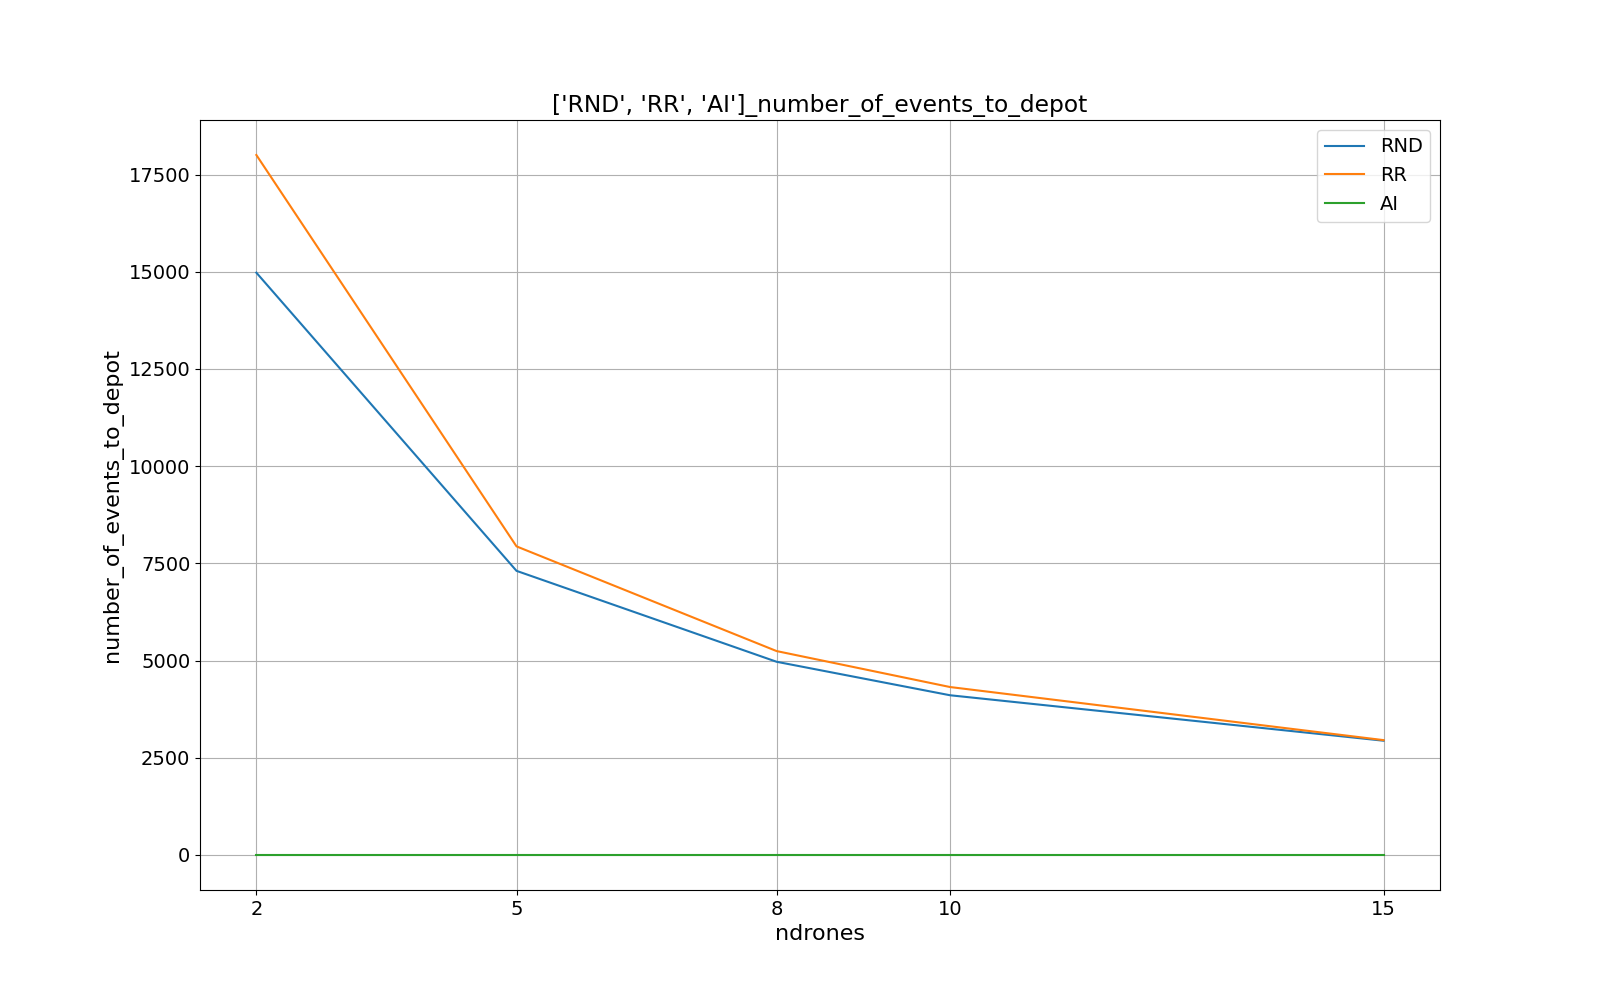 ['RND', 'RR', 'AI']_number_of_events_to_depot
RND
RR
AI
number_of_events_to_depot
17500
15000
12500
10000
7500
5000
2500
0
2 5 8 10 15
ndrones